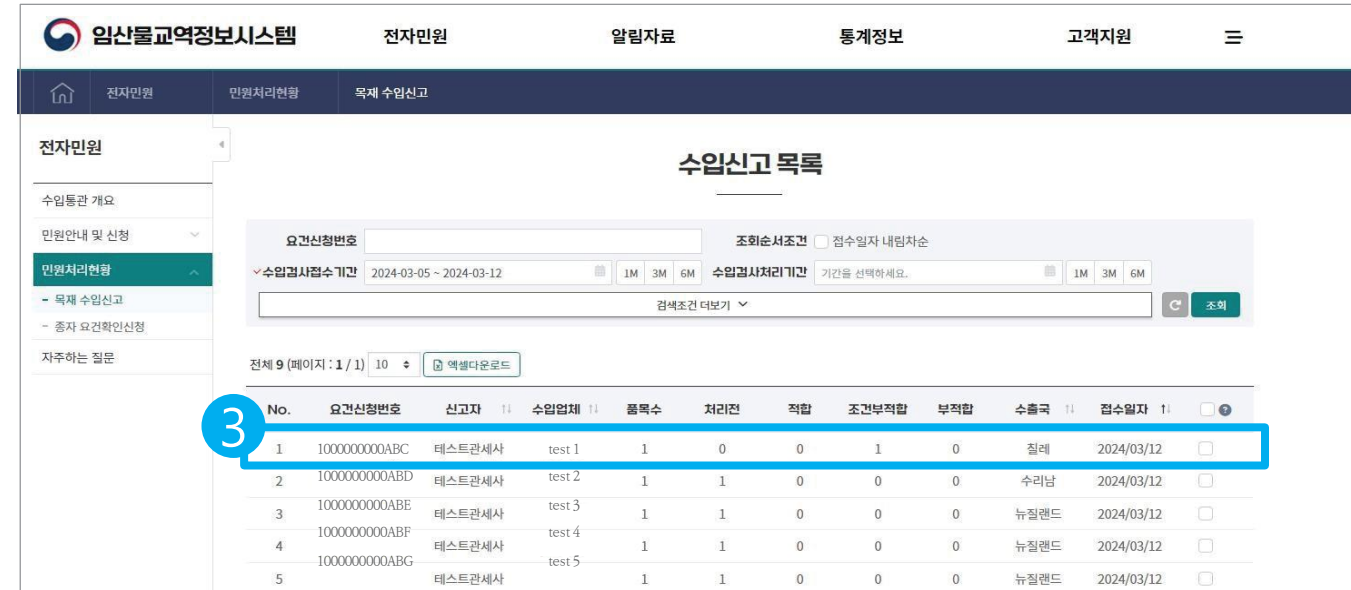 임산물교역정보시스템 전자민원 알림자료 통계정보 고객지원
전자민원 민원처리현황 목재 수입신고
전자민원
수입신고 목록
수입통관 개요
민원안내 및 신청
민원처리현황
- 목재 수입신고
- 종자 요건확인신청
자주하는 질문
요건신청번호 조회순서조건 접수일자 내림차순
수입검사접수기간 2024-03-05 ~ 2024-03-12 1M 3M 6M 수입검사처리기간 기간을 선택하세요. 1M 3M 6M
검색조건 더보기 조회
전체 9 (페이지 : 1 / 1) 10 엑셀다운로드
3
No. 요건신청번호 신고자 수입업체 품목수 처리전 적합 조건부적합 부적합 수출국 접수일자
1 1000000000ABC 테스트관세사 test 1 1 0 0 1 0 칠레 2024/03/12
2 1000000000ABD 테스트관세사 test 2 1 1 0 0 0 수리남 2024/03/12
3 1000000000ABE 테스트관세사 test 3 1 1 0 0 0 뉴질랜드 2024/03/12
4 1000000000ABF 테스트관세사 test 4 1 1 0 0 0 뉴질랜드 2024/03/12
5 1000000000ABG 테스트관세사 test 5 1 1 0 0 0 뉴질랜드 2024/03/12